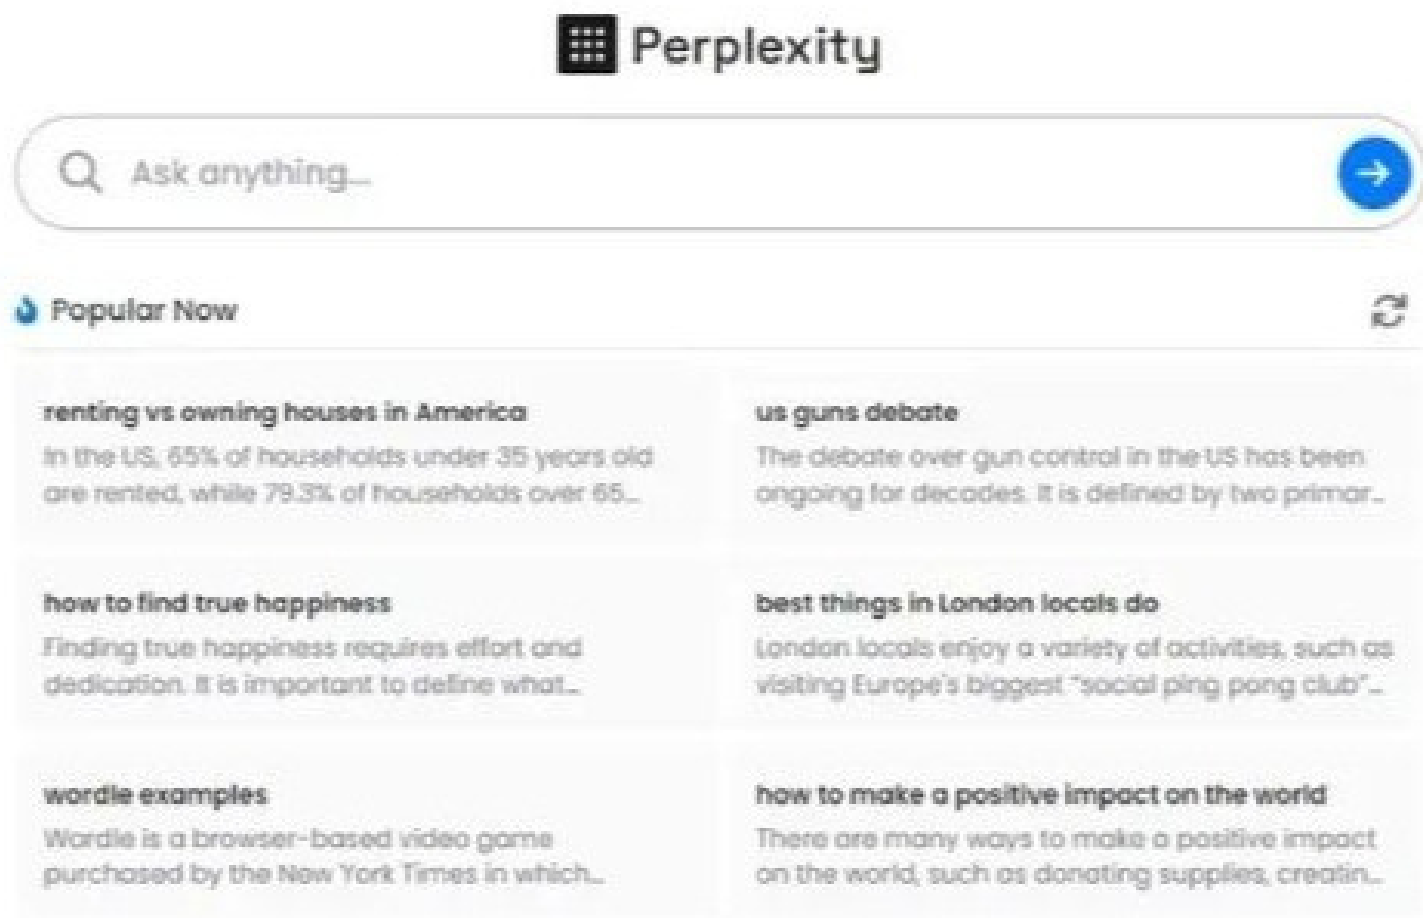 Perplexity
Ask anything...
Popular Now
renting vs owning houses in America
In the US, 65% of households under 35 years old
are rented, while 79.3% of households over 65...
us guns debate
The debate over gun control in the US has been
ongoing for decades. It is defined by two primar...
how to find true happiness
Finding true happiness requires effort and
dedication. It is important to define what...
best things in London locals do
London locals enjoy a variety of activities, such as
visiting Europe's biggest "social ping pong club"...
wordle examples
Wordle is a browser-based video game
purchased by the New York Times in which...
how to make a positive impact on the world
There are many ways to make a positive impact
on the world, such as donating supplies, creatin...